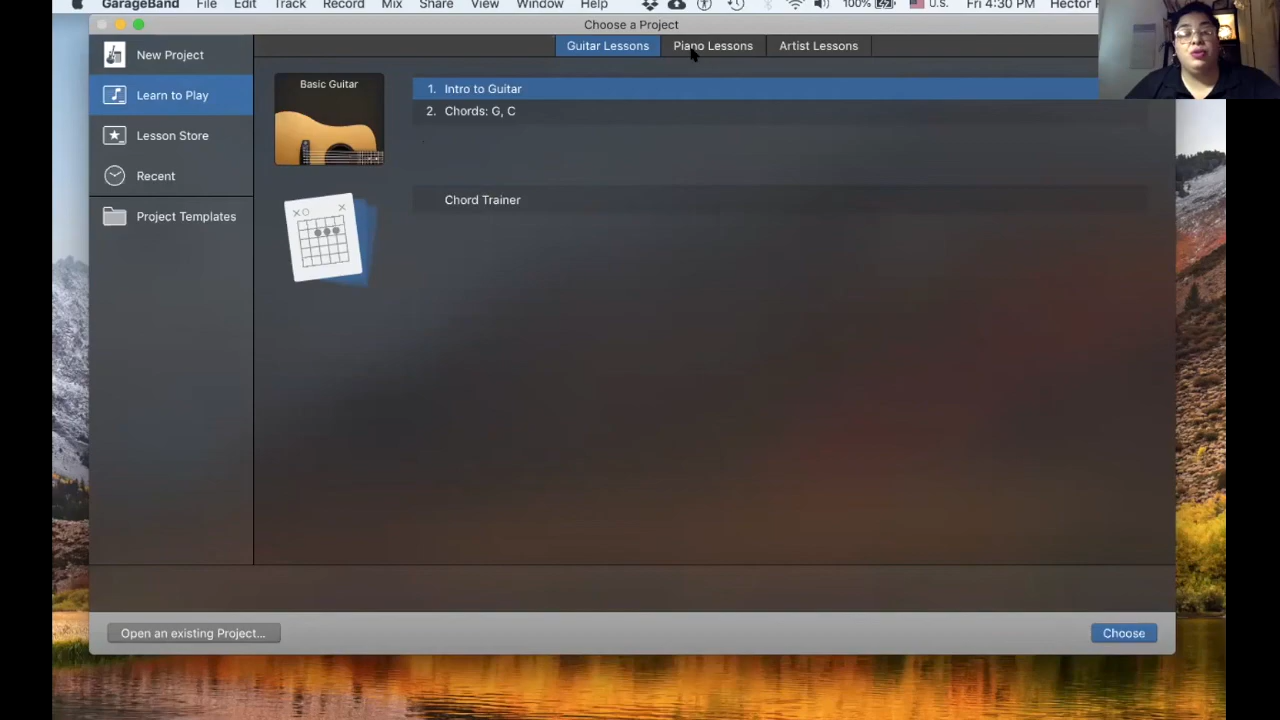 GarageBand File Edit Track Record Mix Share View Window Help 100% U.S. Fri 4:30 PM Hector
Choose a Project
New Project
Learn to Play
Lesson Store
Recent
Project Templates
Guitar Lessons Piano Lessons Artist Lessons
Basic Guitar
1. Intro to Guitar
2. Chords: G, C
Chord Trainer
Open an existing Project...
Choose